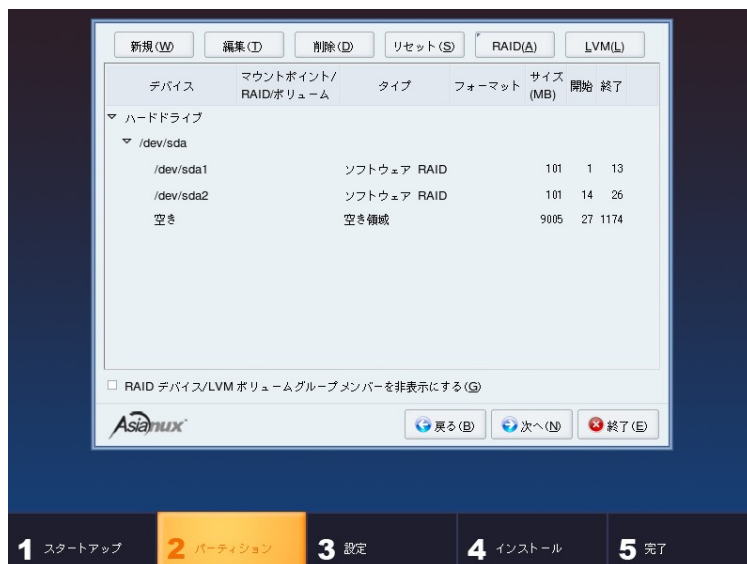 新規(W) 編集(T) 削除(D) リセット(S) RAID(A) LVM(L)
デバイス マウントポイント/RAID/ボリューム タイプ フォーマット サイズ(MB) 開始 終了
ハードドライブ
/dev/sda
/dev/sda1 ソフトウェア RAID 101 1 13
/dev/sda2 ソフトウェア RAID 101 14 26
空き 空き領域 9005 27 1174
RAID デバイス/LVM ボリュームグループメンバーを非表示にする(G)
Asianux 戻る(B) 次へ(N) 終了(E)
1 スタートアップ 2 パーティション 3 設定 4 インストール 5 完了